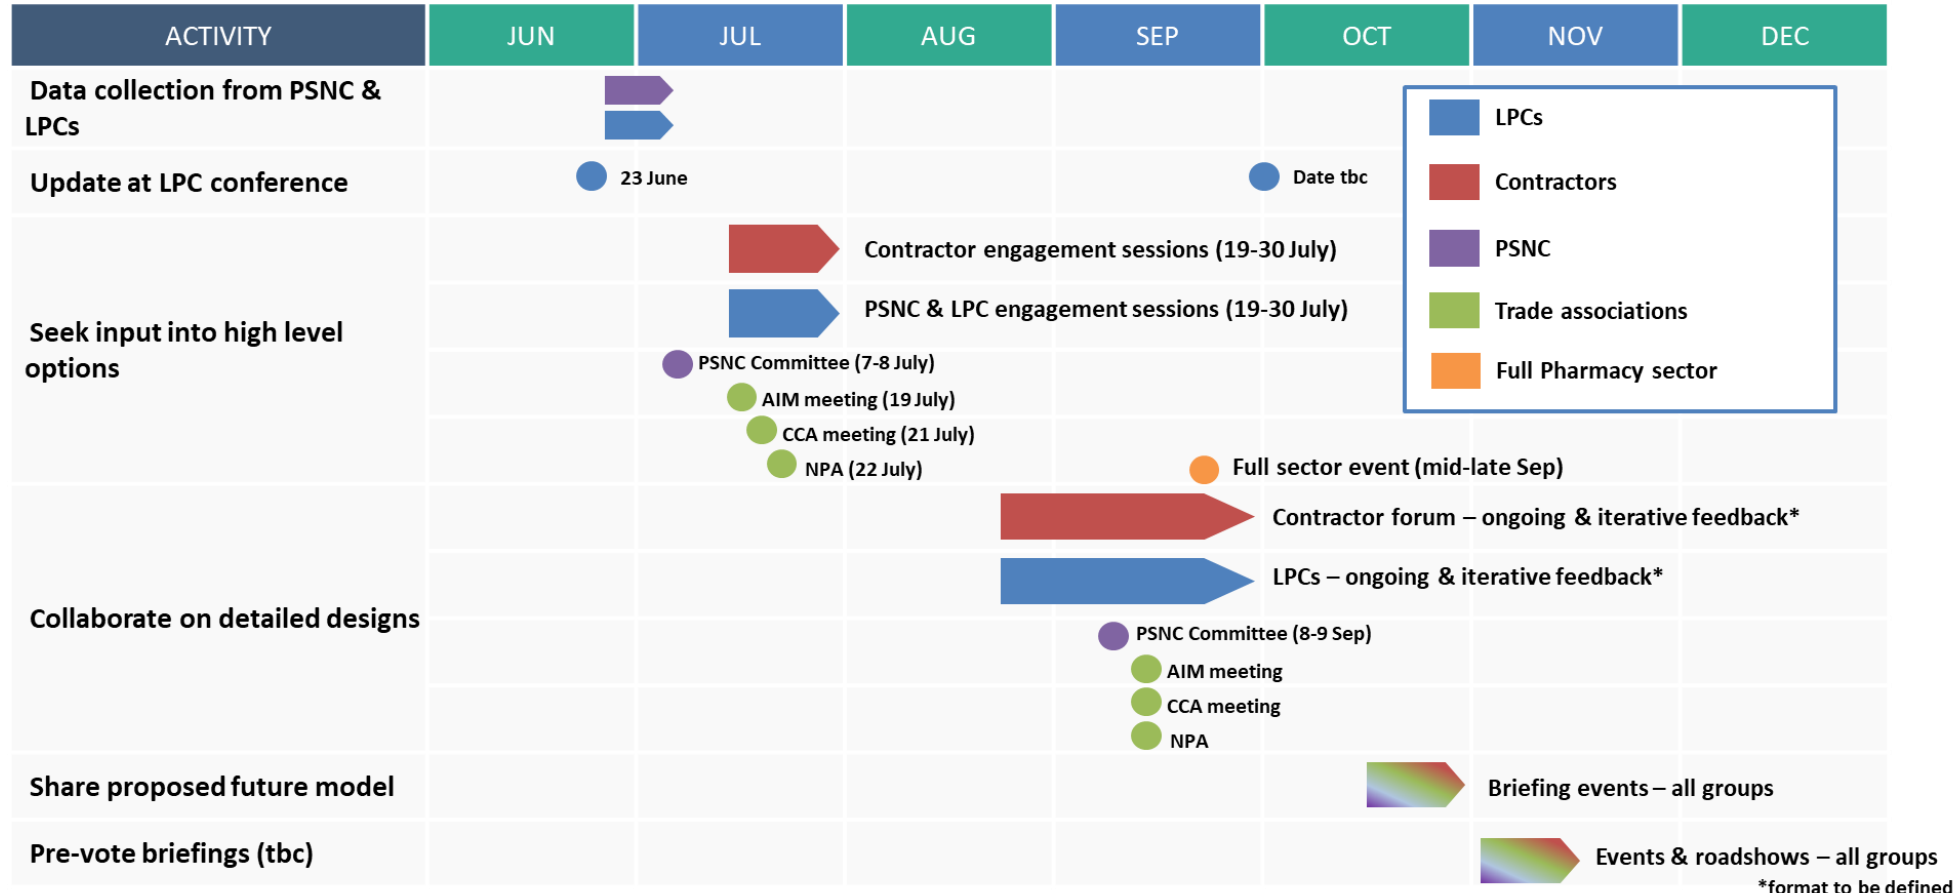 ACTIVITY JUN JUL AUG SEP OCT NOV DEC
Data collection from PSNC &
LPCs
Update at LPC conference
23 June
Date tbc
LPCs
Contractors
PSNC
Trade associations
Full Pharmacy sector
Seek input into high level
options
Contractor engagement sessions (19-30 July)
PSNC & LPC engagement sessions (19-30 July)
PSNC Committee (7-8 July)
AIM meeting (19 July)
CCA meeting (21 July)
NPA (22 July)
Full sector event (mid-late Sep)
Collaborate on detailed designs
Contractor forum – ongoing & iterative feedback*
LPCs – ongoing & iterative feedback*
PSNC Committee (8-9 Sep)
AIM meeting
CCA meeting
NPA
Share proposed future model
Briefing events – all groups
Pre-vote briefings (tbc)
Events & roadshows – all groups
*format to be defined